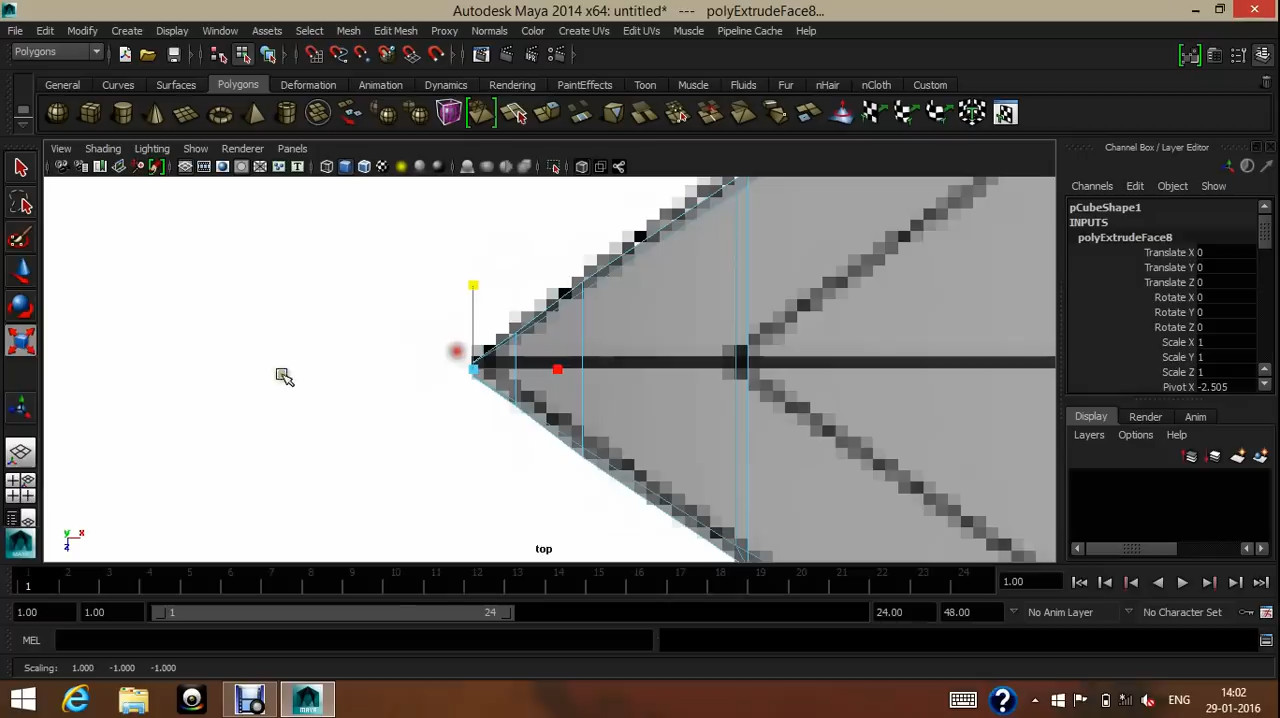 Autodesk Maya 2014 x64: untitled* --- polyExtrudeFace8...
File Edit Modify Create Display Window Assets Select Mesh Edit Mesh Proxy Normals Color Create UVs Edit UVs Muscle Pipeline Cache Help
Polygons
General Curves Surfaces Polygons Deformation Animation Dynamics Rendering PaintEffects Toon Muscle Fluids Fur nHair nCloth Custom
View Shading Lighting Show Renderer Panels
Channel Box / Layer Editor
Channels Edit Object Show
pCubeShape1
INPUTS
polyExtrudeFace8
Translate X 0
Translate Y 0
Translate Z 0
Rotate X 0
Rotate Y 0
Rotate Z 0
Scale X 1
Scale Y 1
Scale Z 1
Pivot X -2.505
Display Render Anim
Layers Options Help
y x
z
top
1 2 3 4 5 6 7 8 9 10 11 12 13 14 15 16 17 18 19 20 21 22 23 24
1.00
1.00 1.00 1 24 24.00 48.00 No Anim Layer No Character Set
MEL
Scaling: 1.000 -1.000 -1.000
ENG
14:02
29-01-2016